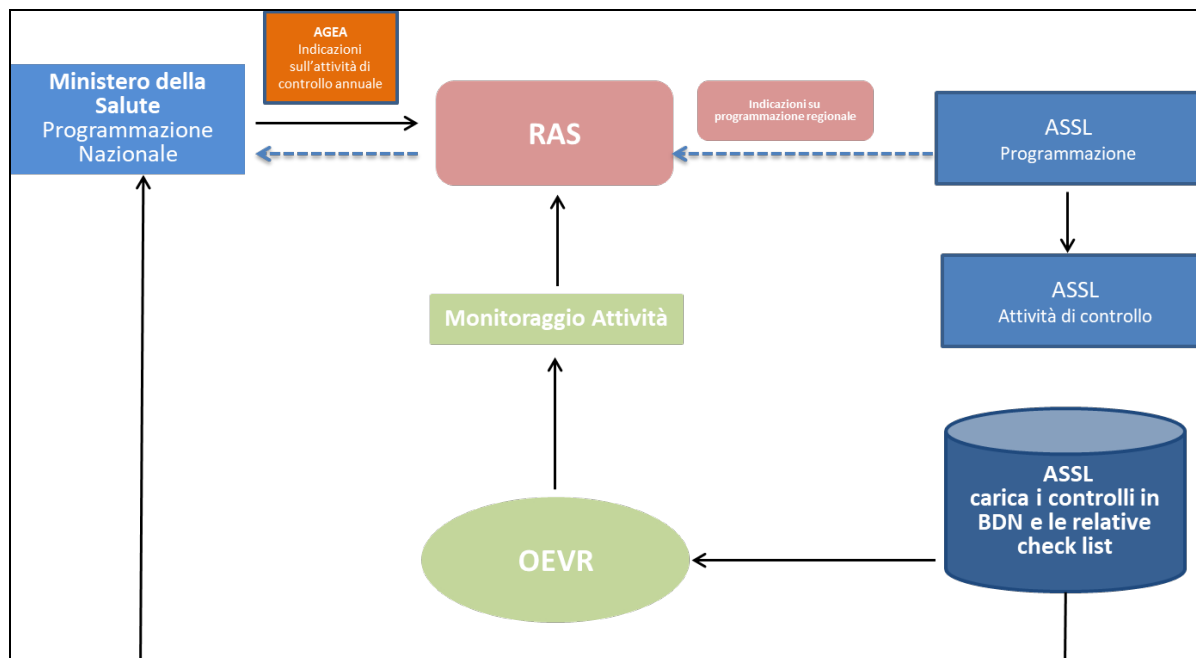 AGEA
Indicazioni
sull'attività di
controllo annuale
Ministero della
Salute
Programmazione
Nazionale
RAS
Indicazioni su
programmazione regionale
ASSL
Programmazione
ASSL
Attività di controllo
Monitoraggio Attività
ASSL
carica i controlli in
BDN e le relative
check list
OEVR